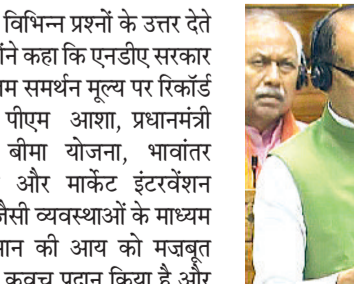 विभिन्न प्रश्नों के उत्तर देते
कहा कि एनडीए सरकार
समर्थन मूल्य पर रिकॉर्ड
पीएम आशा, प्रधानमंत्री
बीमा योजना, भावांतर
और मार्केट इंटरवेंशन
व्यवस्थाओं के माध्यम
की आय को मजबूत
कवच प्रदान किया है और